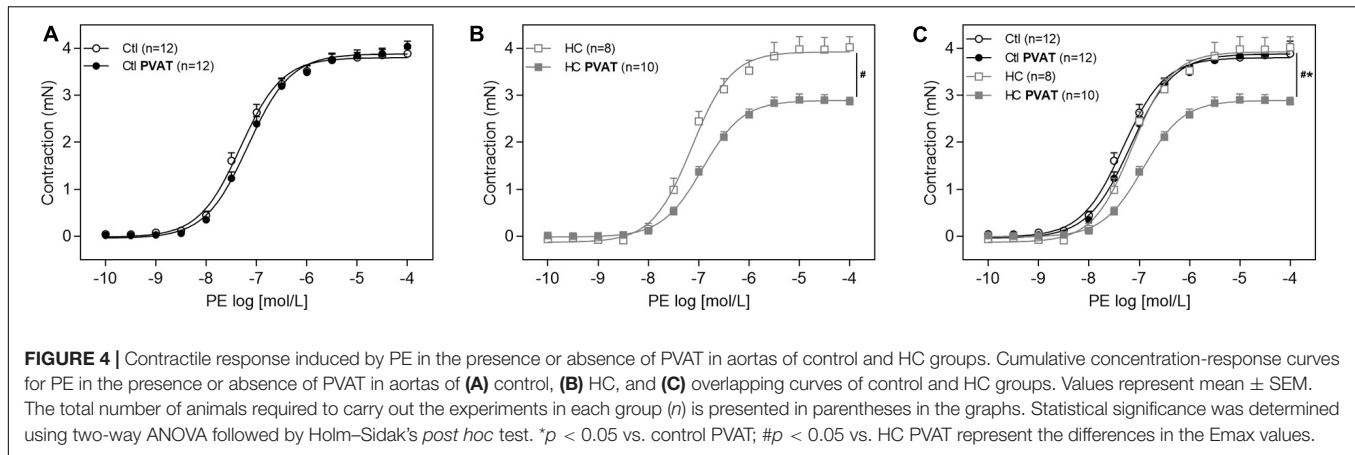 A
Ctl (n=12)
Ctl PVAT (n=12)
Contraction (mN)
4
3
2
1
0
-10 -9 -8 -7 -6 -5 -4
PE log [mol/L]
B
HC (n=8)
HC PVAT (n=10)
#
Contraction (mN)
4
3
2
1
0
-10 -9 -8 -7 -6 -5 -4
PE log [mol/L]
C
Ctl (n=12)
Ctl PVAT (n=12)
HC (n=8)
HC PVAT (n=10)
#*
Contraction (mN)
4
3
2
1
0
-10 -9 -8 -7 -6 -5 -4
PE log [mol/L]
FIGURE 4 | Contractile response induced by PE in the presence or absence of PVAT in aortas of control and HC groups. Cumulative concentration-response curves
for PE in the presence or absence of PVAT in aortas of (A) control, (B) HC, and (C) overlapping curves of control and HC groups. Values represent mean ± SEM.
The total number of animals required to carry out the experiments in each group (n) is presented in parentheses in the graphs. Statistical significance was determined
using two-way ANOVA followed by Holm–Sidak's post hoc test. *p < 0.05 vs. control PVAT; #p < 0.05 vs. HC PVAT represent the differences in the Emax values.